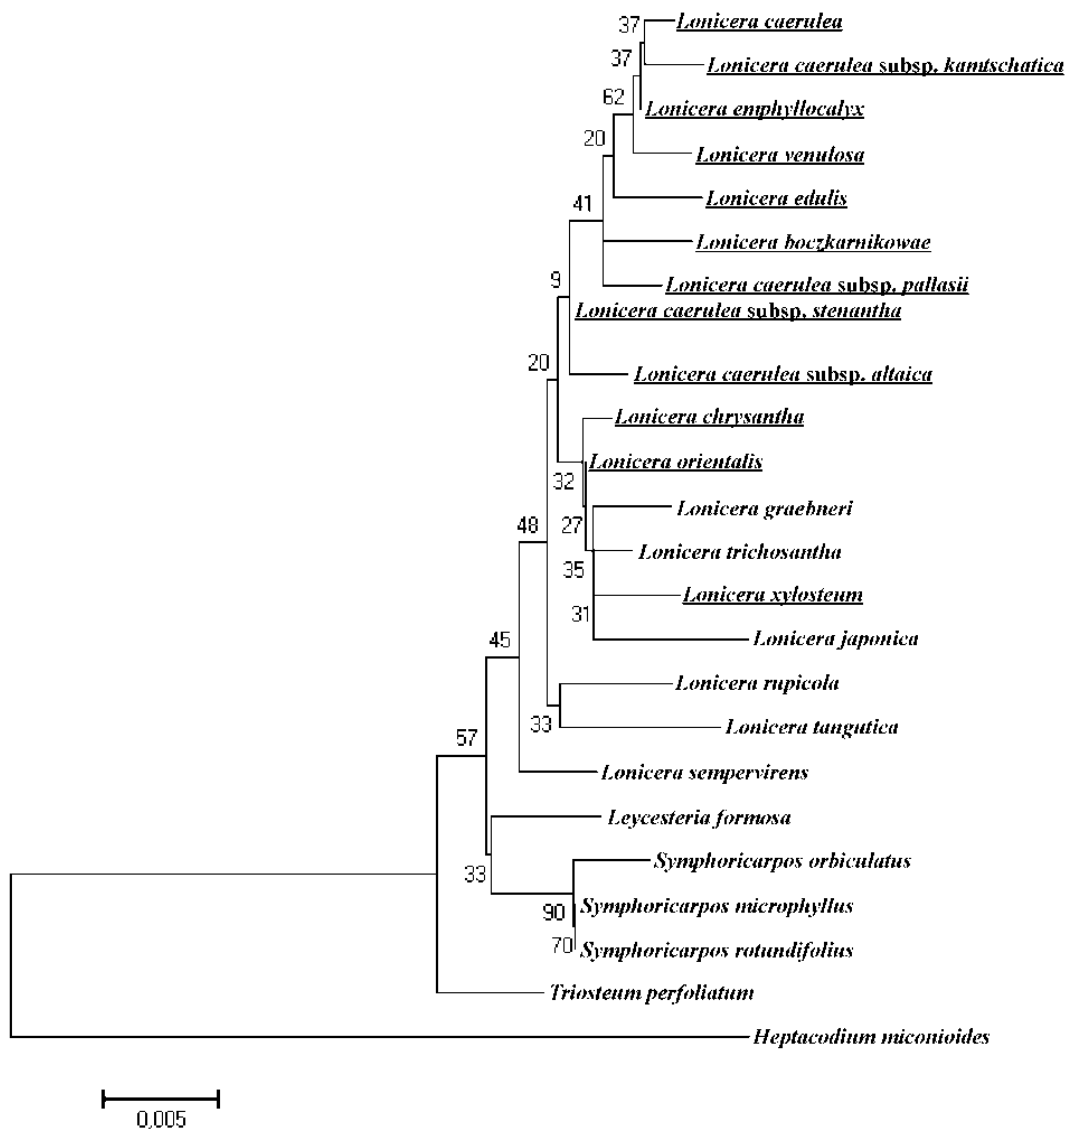 37
Lonicera caerulea
37
Lonicera caerulea subsp. kamtschatica
62
Lonicera emphyllocalyx
20
Lonicera venulosa
41
Lonicera edulis
Lonicera boczkarnikowae
9
Lonicera caerulea subsp. pallasii
Lonicera caerulea subsp. stenantha
20
Lonicera caerulea subsp. altaica
Lonicera chrysantha
Lonicera orientalis
32
Lonicera graebneri
48
27
Lonicera trichosantha
35
Lonicera xylosteum
31
45
Lonicera japonica
Lonicera rupicola
33
Lonicera tangutica
57
Lonicera sempervirens
Leycesteria formosa
33
Symphoricarpos orbiculatus
90
Symphoricarpos microphyllus
70
Symphoricarpos rotundifolius
Triosteum perfoliatum
Heptacodium miconioides
0,005